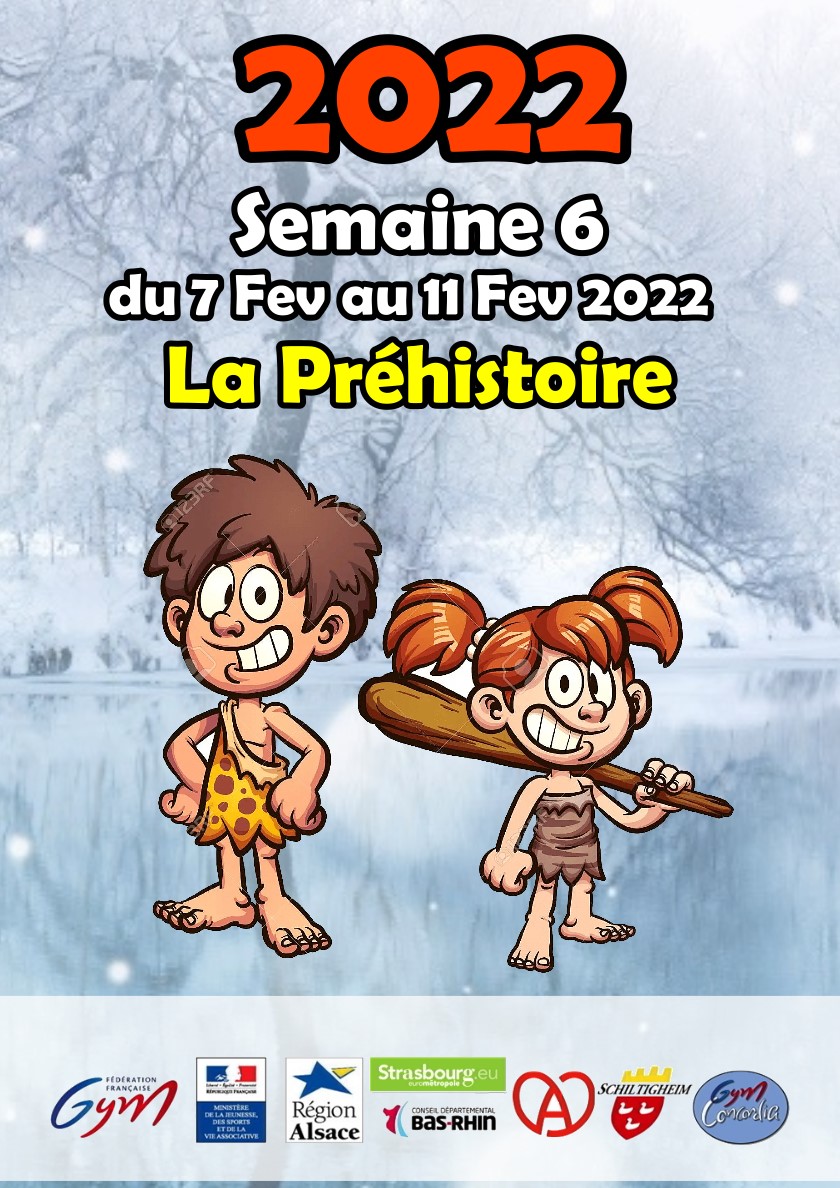 2022
Semaine 6
du 7 Fev au 11 Fev 2022
La Préhistoire
123RF
FÉDÉRATION
FRANÇAISE
Gym
Liberté • Égalité • Fraternité
RÉPUBLIQUE FRANÇAISE
MINISTÈRE
DE LA JEUNESSE,
DES SPORTS
ET DE LA
VIE ASSOCIATIVE
Région
Alsace
Strasbourg.eu
eurométropole
CONSEIL DÉPARTEMENTAL
BAS-RHIN
A
SCHILTIGHEIM
Gym
Concordia